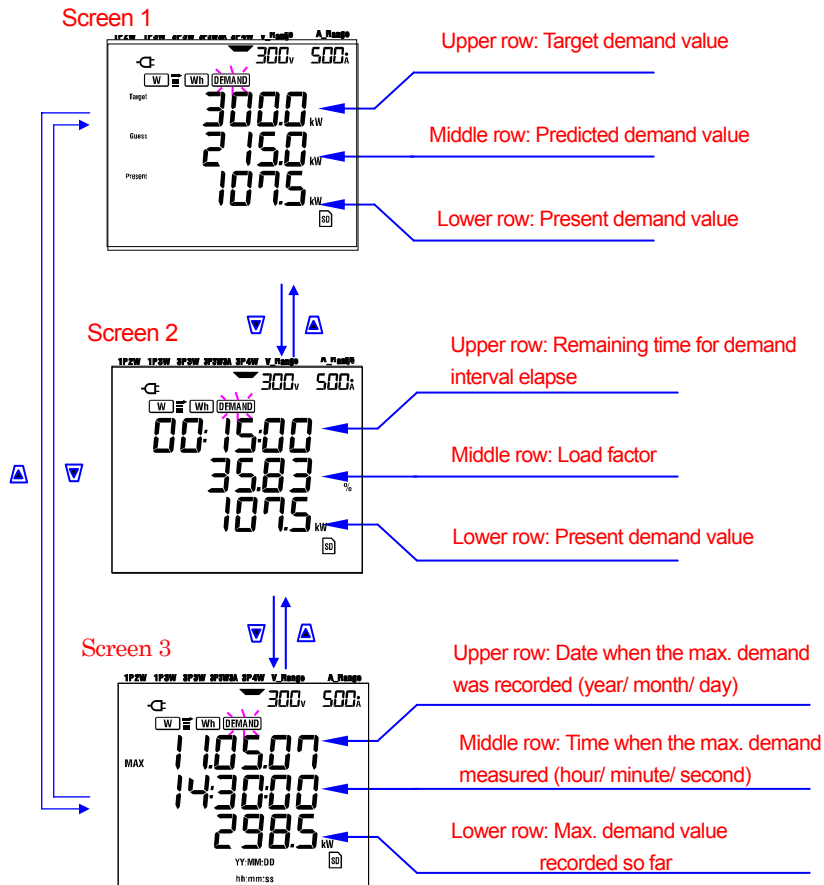 Screen 1
1P2W 1P3W 3P3W 3P3W3A 3P4W V_Range A_Range
300V 500A
W Wh DEMAND
Target 300.0 kW
Guess 215.0 kW
Present 107.5 kW
SD
Upper row: Target demand value
Middle row: Predicted demand value
Lower row: Present demand value
Screen 2
1P2W 1P3W 3P3W 3P3W3A 3P4W V_Range A_Range
300V 500A
W Wh DEMAND
00:15:00
35.83 %
107.5 kW
SD
Upper row: Remaining time for demand
interval elapse
Middle row: Load factor
Lower row: Present demand value
Screen 3
1P2W 1P3W 3P3W 3P3W3A 3P4W V_Range A_Range
300V 500A
W Wh DEMAND
MAX 11.05.07
14:30:00
298.5 kW
YY:MM:DD SD
hh:mm:ss
Upper row: Date when the max. demand
was recorded (year/ month/ day)
Middle row: Time when the max. demand
measured (hour/ minute/ second)
Lower row: Max. demand value
recorded so far